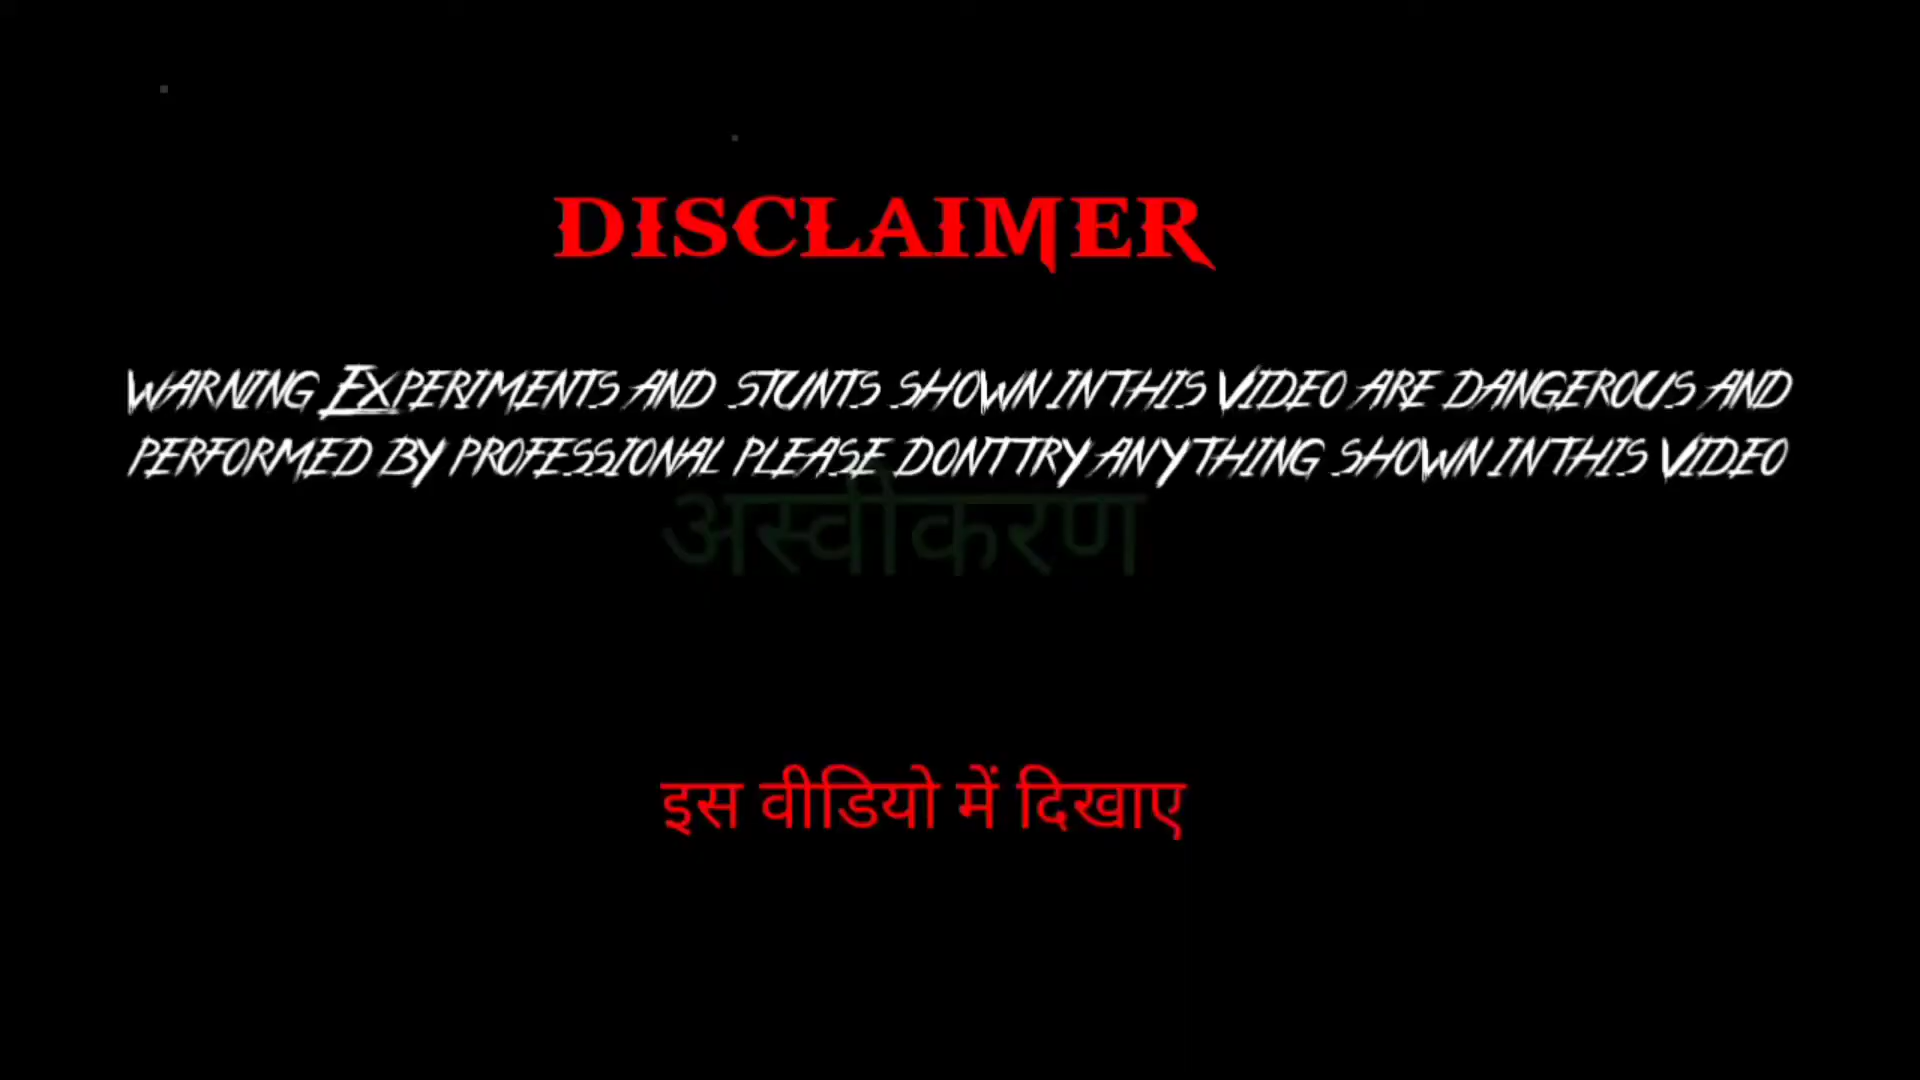 DISCLAIMER
WARNING EXPERIMENTS AND STUNTS SHOWN IN THIS VIDEO ARE DANGEROUS AND
PERFORMED BY PROFESSIONAL PLEASE DONT TRY ANYTHING SHOWN IN THIS VIDEO
अस्वीकरण
इस वीडियो में दिखाए